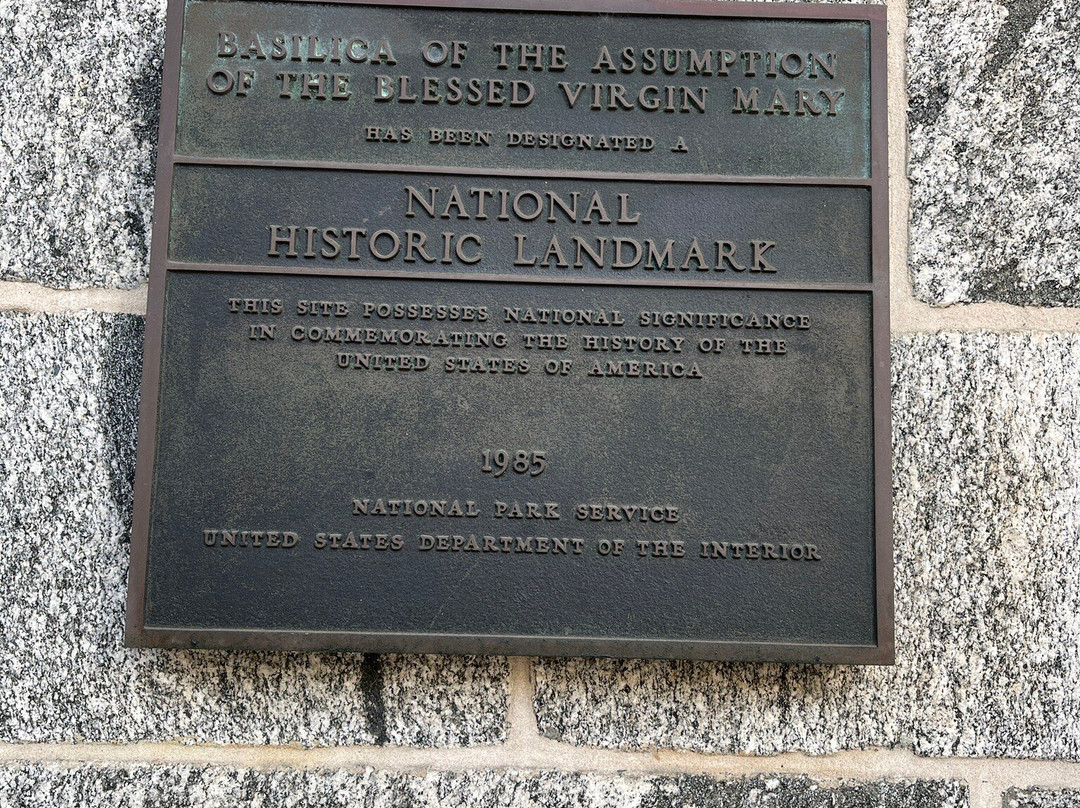 BASILICA OF THE ASSUMPTION
OF THE BLESSED VIRGIN MARY
HAS BEEN DESIGNATED A
NATIONAL
HISTORIC LANDMARK
THIS SITE POSSESSES NATIONAL SIGNIFICANCE
IN COMMEMORATING THE HISTORY OF THE
UNITED STATES OF AMERICA
1985
NATIONAL PARK SERVICE
UNITED STATES DEPARTMENT OF THE INTERIOR